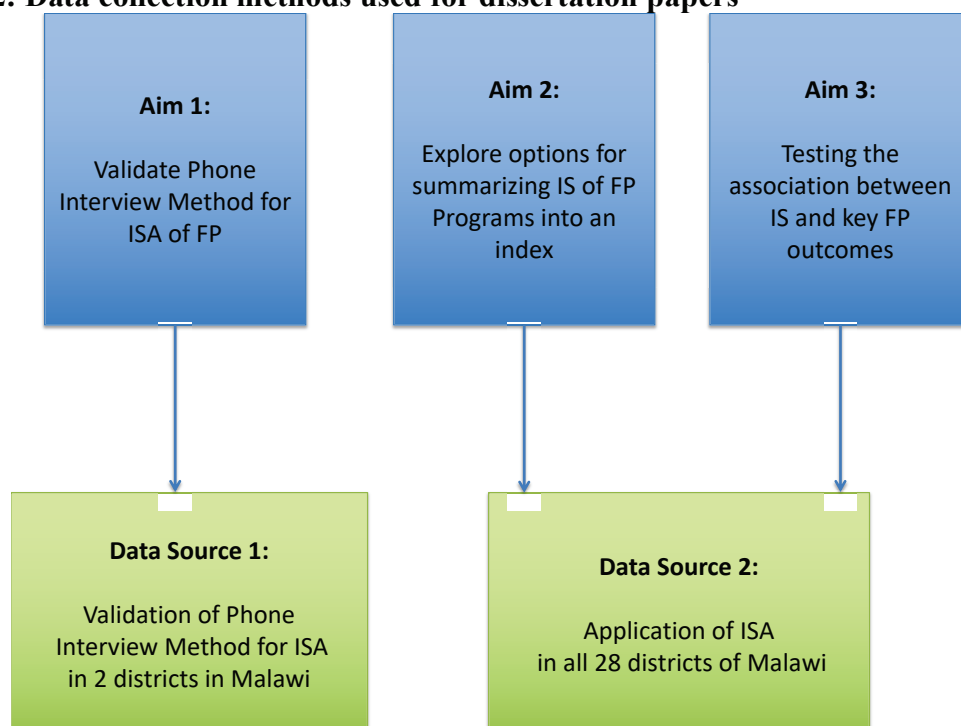 2: Data collection methods used for dissertation papers
Aim 1:
Validate Phone
Interview Method for
ISA of FP
Aim 2:
Explore options for
summarizing IS of FP
Programs into an
index
Aim 3:
Testing the
association between
IS and key FP
outcomes
Data Source 1:
Validation of Phone
Interview Method for ISA
in 2 districts in Malawi
Data Source 2:
Application of ISA
in all 28 districts of Malawi